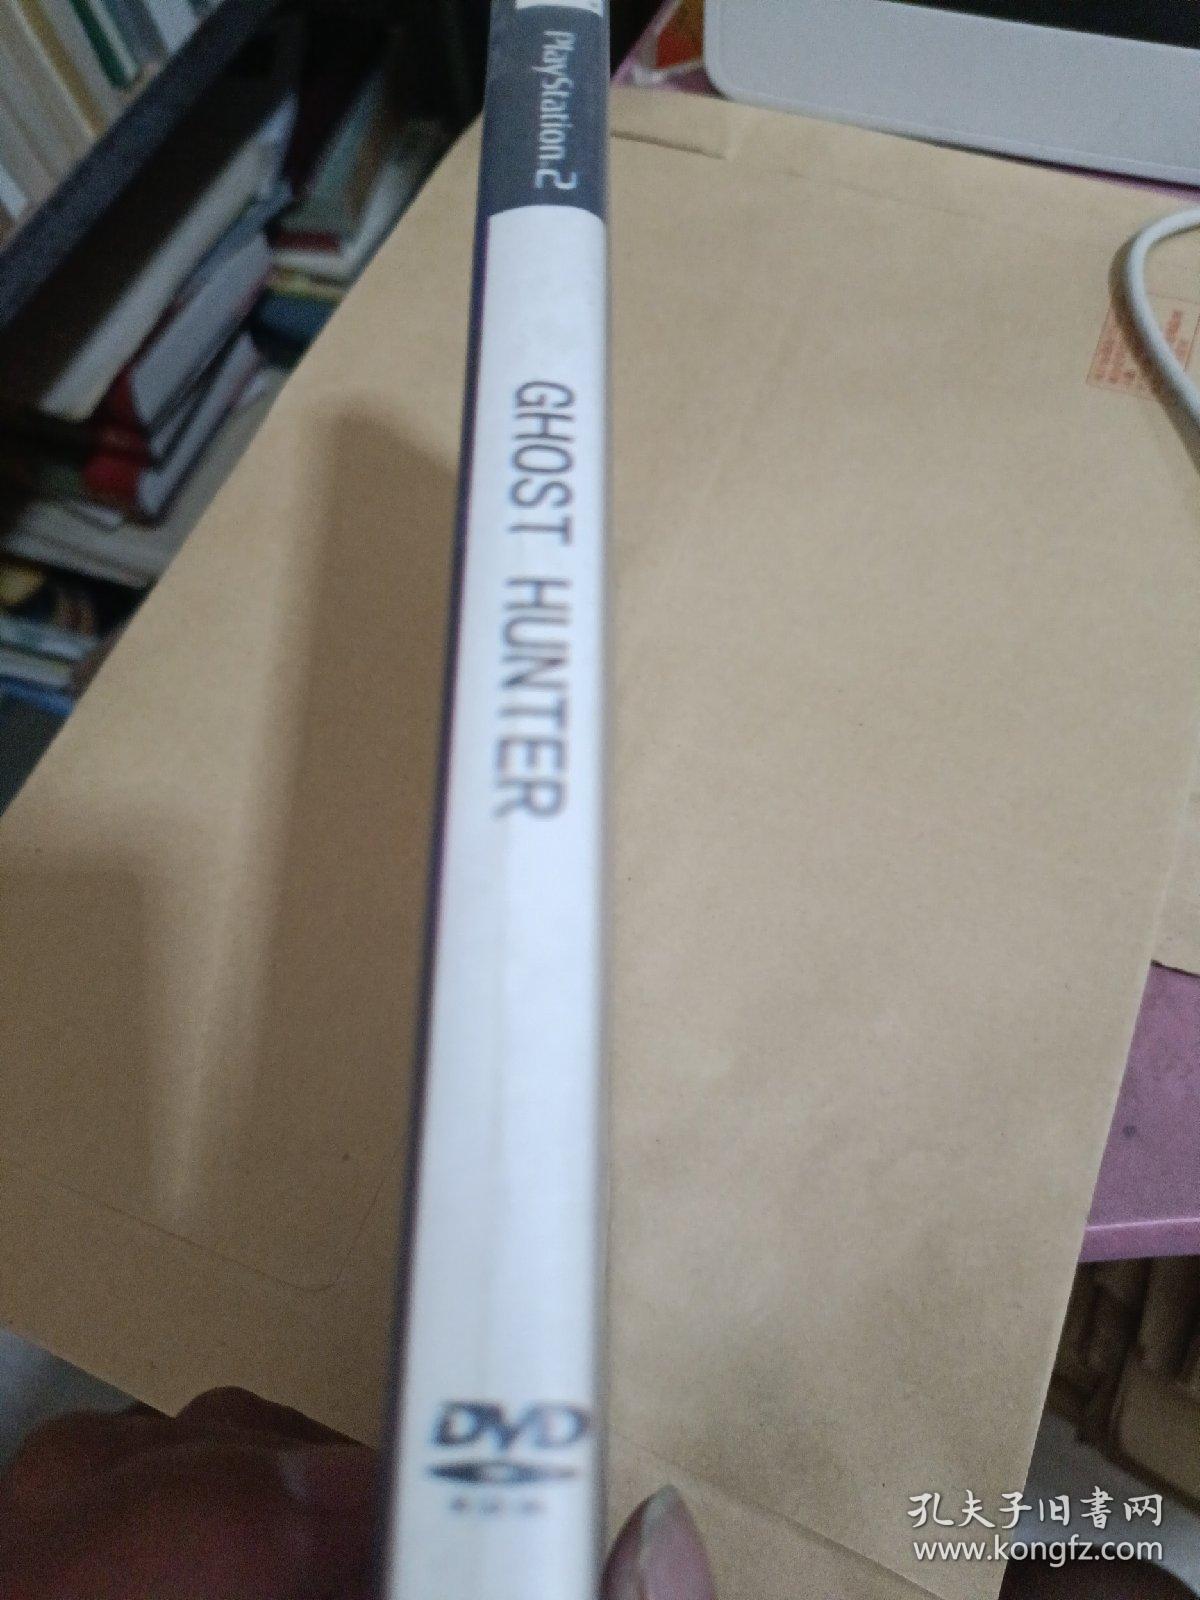 PlayStation.2
GHOST HUNTER
DVD
孔夫子旧书网
www.kongfz.com